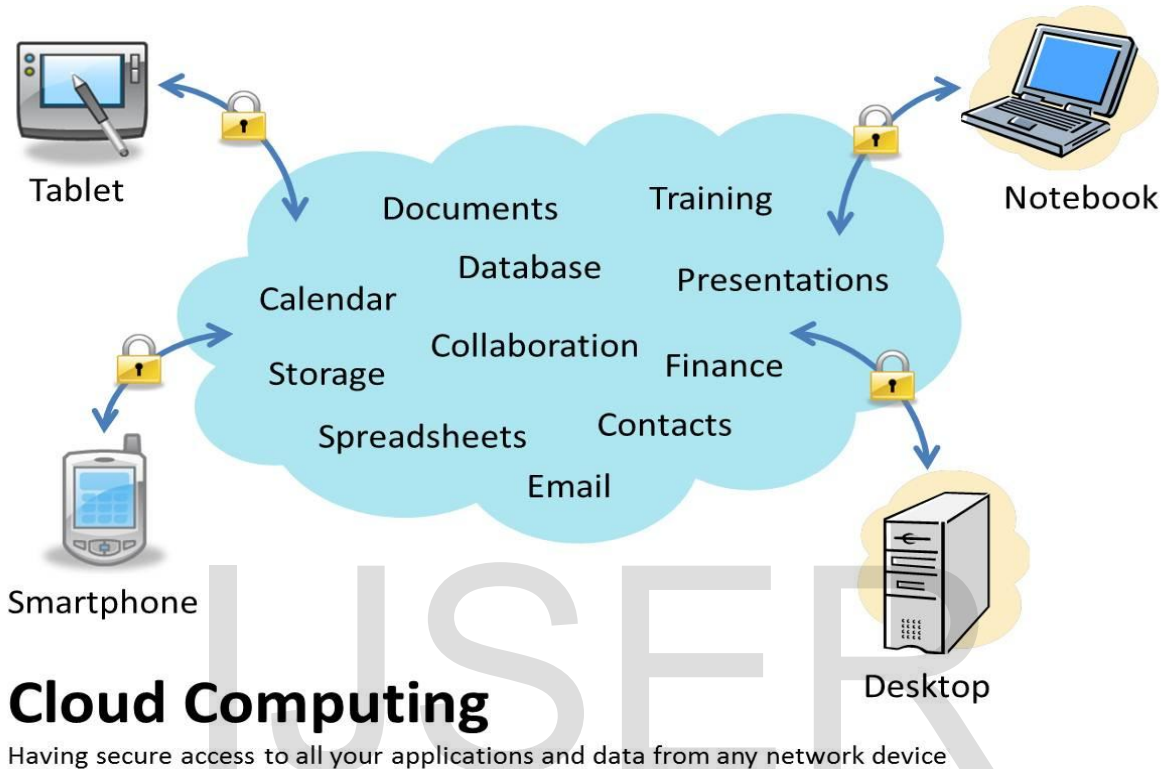 Tablet
Notebook
Documents
Training
Database
Presentations
Calendar
Collaboration
Storage
Finance
Spreadsheets
Contacts
Email
Smartphone
Desktop
IJSER
Cloud Computing
Having secure access to all your applications and data from any network device